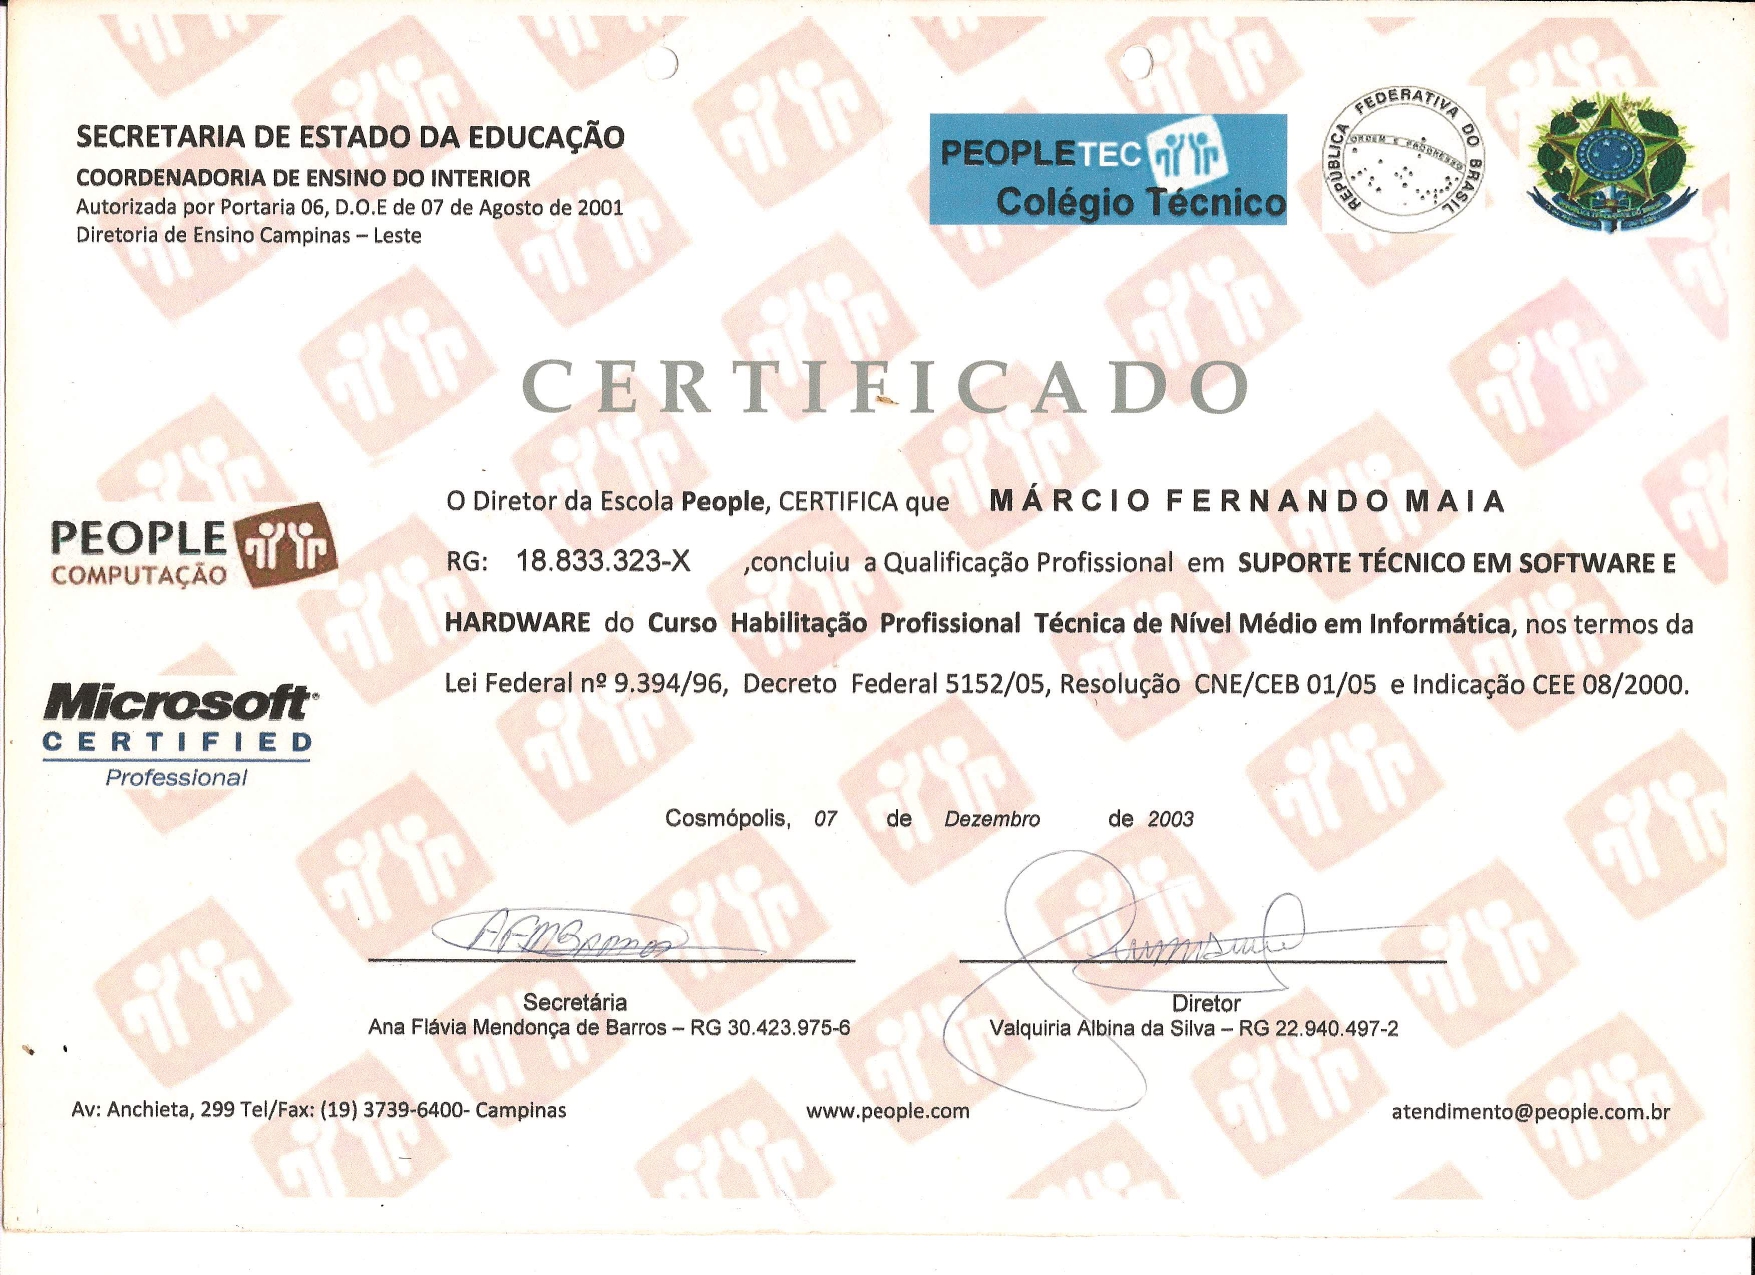 SECRETARIA DE ESTADO DA EDUCAÇÃO
COORDENADORIA DE ENSINO DO INTERIOR
Autorizada por Portaria 06, D.O.E de 07 de Agosto de 2001
Diretoria de Ensino Campinas – Leste
PEOPLETEC
Colégio Técnico
REPÚBLICA FEDERATIVA DO BRASIL
ORDEM E PROGRESSO
CERTIFICADO
O Diretor da Escola People, CERTIFICA que MÁRCIO FERNANDO MAIA
RG: 18.833.323-X ,concluiu a Qualificação Profissional em SUPORTE TÉCNICO EM SOFTWARE E
HARDWARE do Curso Habilitação Profissional Técnica de Nível Médio em Informática, nos termos da
Lei Federal nº 9.394/96, Decreto Federal 5152/05, Resolução CNE/CEB 01/05 e Indicação CEE 08/2000.
PEOPLE
COMPUTAÇÃO
Microsoft
CERTIFIED
Professional
Cosmópolis, 07 de Dezembro de 2003
Secretária
Ana Flávia Mendonça de Barros – RG 30.423.975-6
Diretor
Valquiria Albina da Silva – RG 22.940.497-2
Av: Anchieta, 299 Tel/Fax: (19) 3739-6400- Campinas www.people.com atendimento@people.com.br